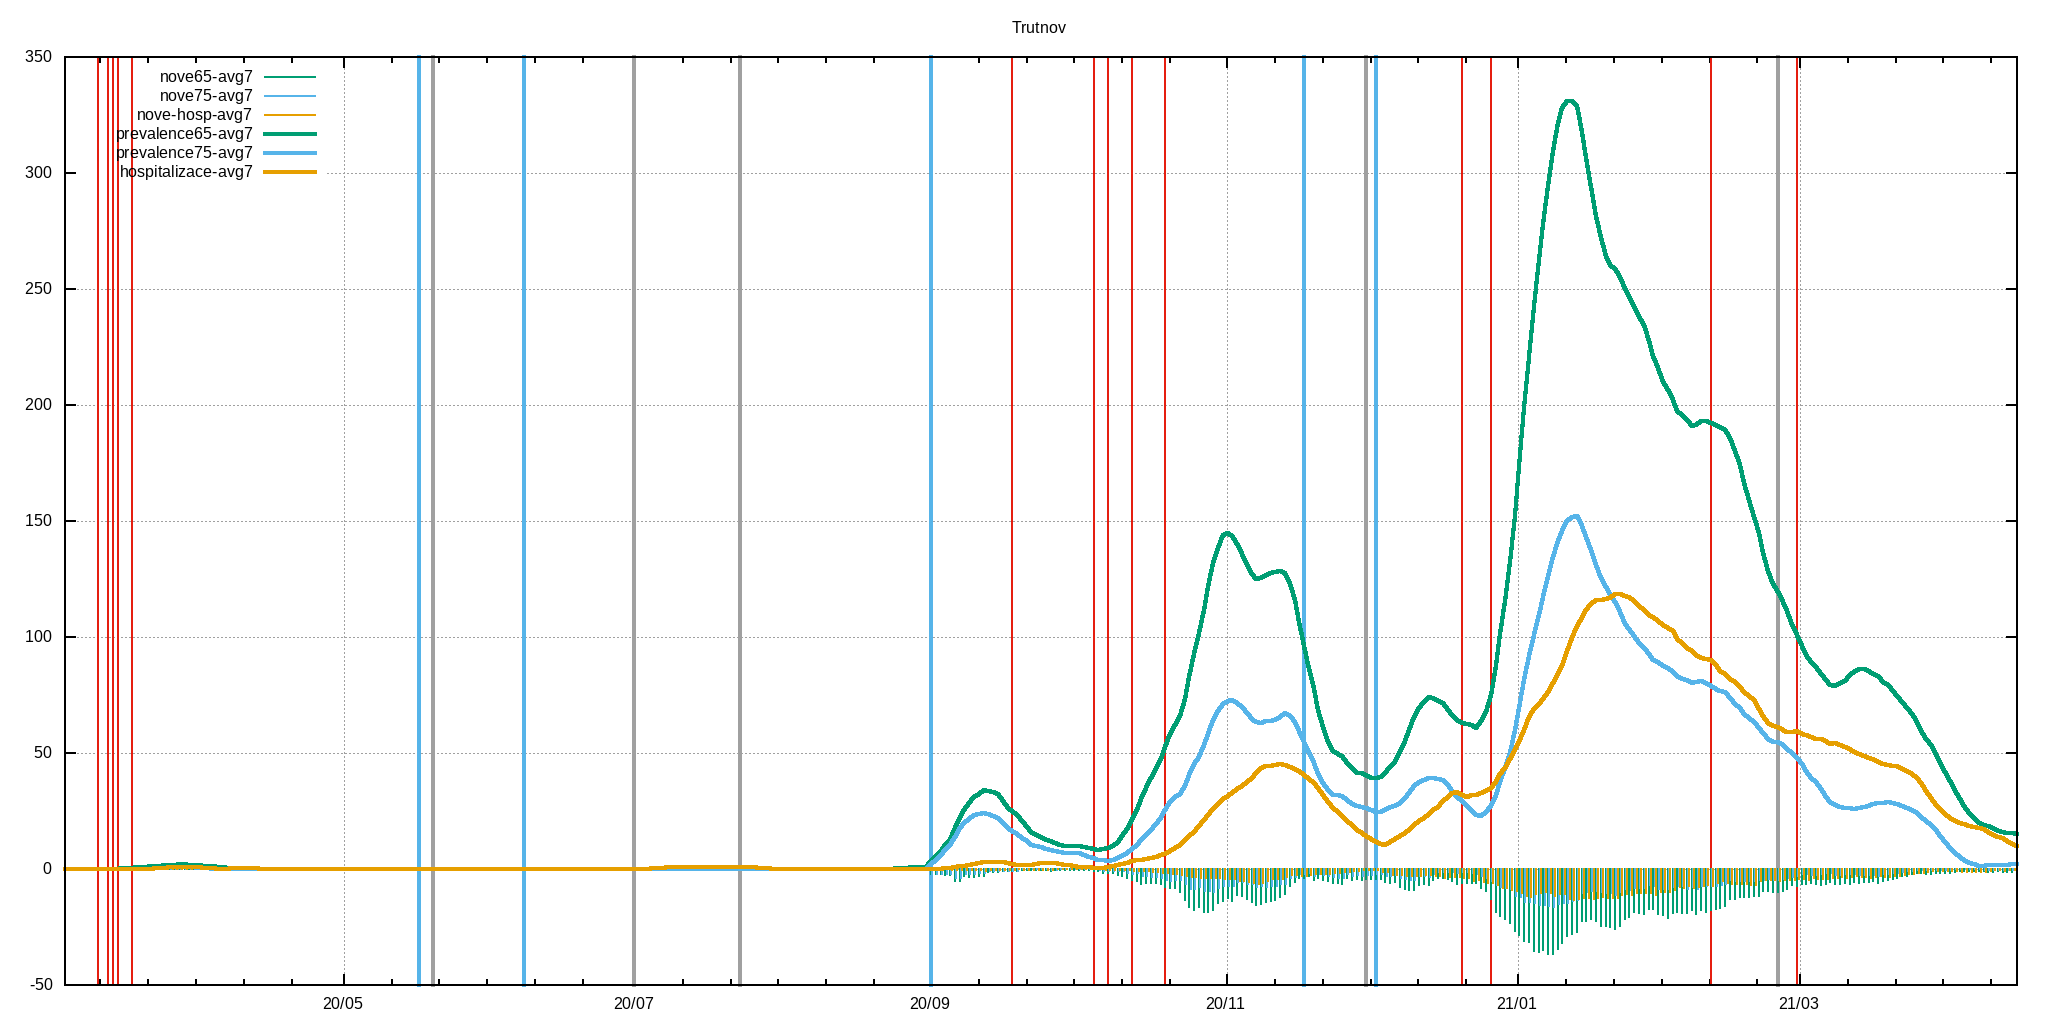 Trutnov
350
300
250
200
150
100
50
0
-50
nove65-avg7
nove75-avg7
nove-hosp-avg7
prevalence65-avg7
prevalence75-avg7
hospitalizace-avg7
20/05 20/07 20/09 20/11 21/01 21/03